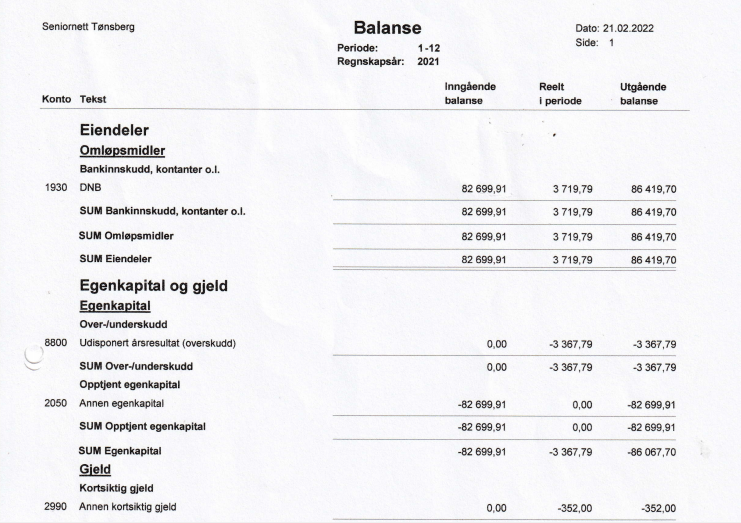 Seniornett Tønsberg Balanse Dato: 21.02.2022
Periode: 1-12 Side: 1
Regnskapsår: 2021
Inngående Reelt Utgående
Konto Tekst balanse i periode balanse
Eiendeler
Omløpsmidler
Bankinnskudd, kontanter o.l.
1930 DNB 82 699,91 3 719,79 86 419,70
SUM Bankinnskudd, kontanter o.l. 82 699,91 3 719,79 86 419,70
SUM Omløpsmidler 82 699,91 3 719,79 86 419,70
SUM Eiendeler 82 699,91 3 719,79 86 419,70
Egenkapital og gjeld
Egenkapital
Over-/underskudd
8800 Udisponert årsresultat (overskudd) 0,00 -3 367,79 -3 367,79
SUM Over-/underskudd 0,00 -3 367,79 -3 367,79
Opptjent egenkapital
2050 Annen egenkapital -82 699,91 0,00 -82 699,91
SUM Opptjent egenkapital -82 699,91 0,00 -82 699,91
SUM Egenkapital -82 699,91 -3 367,79 -86 067,70
Gjeld
Kortsiktig gjeld
2990 Annen kortsiktig gjeld 0,00 -352,00 -352,00